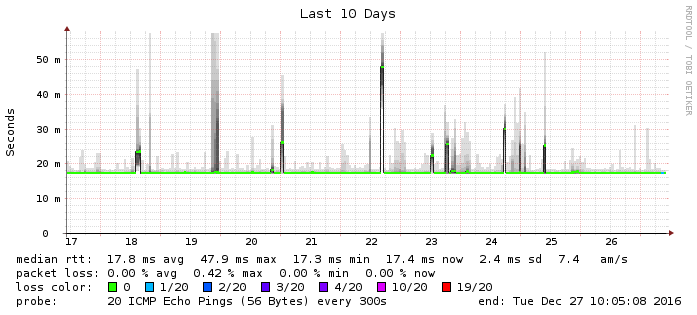 Last 10 Days
RRDTOOL / TOBI OETIKER
Seconds
50 m
40 m
30 m
20 m
10 m
0
17 18 19 20 21 22 23 24 25 26
median rtt: 17.8 ms avg 47.9 ms max 17.3 ms min 17.4 ms now 2.4 ms sd 7.4 am/s
packet loss: 0.00 % avg 0.42 % max 0.00 % min 0.00 % now
loss color: 0 1/20 2/20 3/20 4/20 10/20 19/20
probe: 20 ICMP Echo Pings (56 Bytes) every 300s end: Tue Dec 27 10:05:08 2016